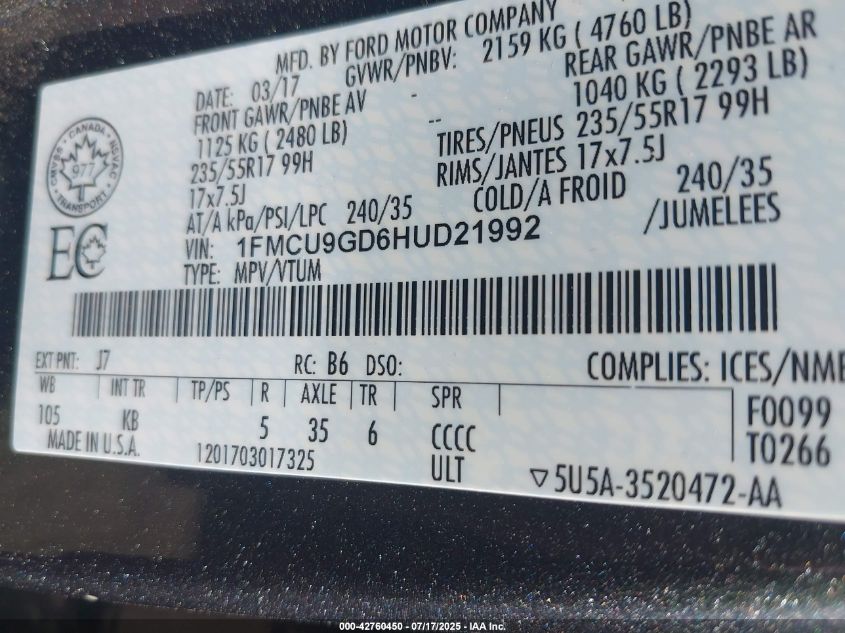 MFD. BY FORD MOTOR COMPANY
DATE: 03/17 GVWR/PNBV: 2159 KG ( 4760 LB)
FRONT GAWR/PNBE AV - REAR GAWR/PNBE AR
1125 KG ( 2480 LB) -- 1040 KG ( 2293 LB)
235/55R17 99H TIRES/PNEUS 235/55R17 99H
17x7.5J RIMS/JANTES 17x7.5J
AT/A kPa/PSI/LPC 240/35 COLD/A FROID 240/35
VIN: 1FMCU9GD6HUD21992 /JUMELEES
TYPE: MPV/VTUM
CANADA
CMVSS NSVAC
977
TRANSPORT
EC
EXT PNT: J7 RC: B6 DSO: COMPLIES: ICES/NMB
WB INT TR TP/PS R AXLE TR SPR F0099
105 KB 5 35 6 CCCC T0266
MADE IN U.S.A. 1201703017325 ULT ▽5U5A-3520472-AA
000-42760450 - 07/17/2025 - IAA Inc.